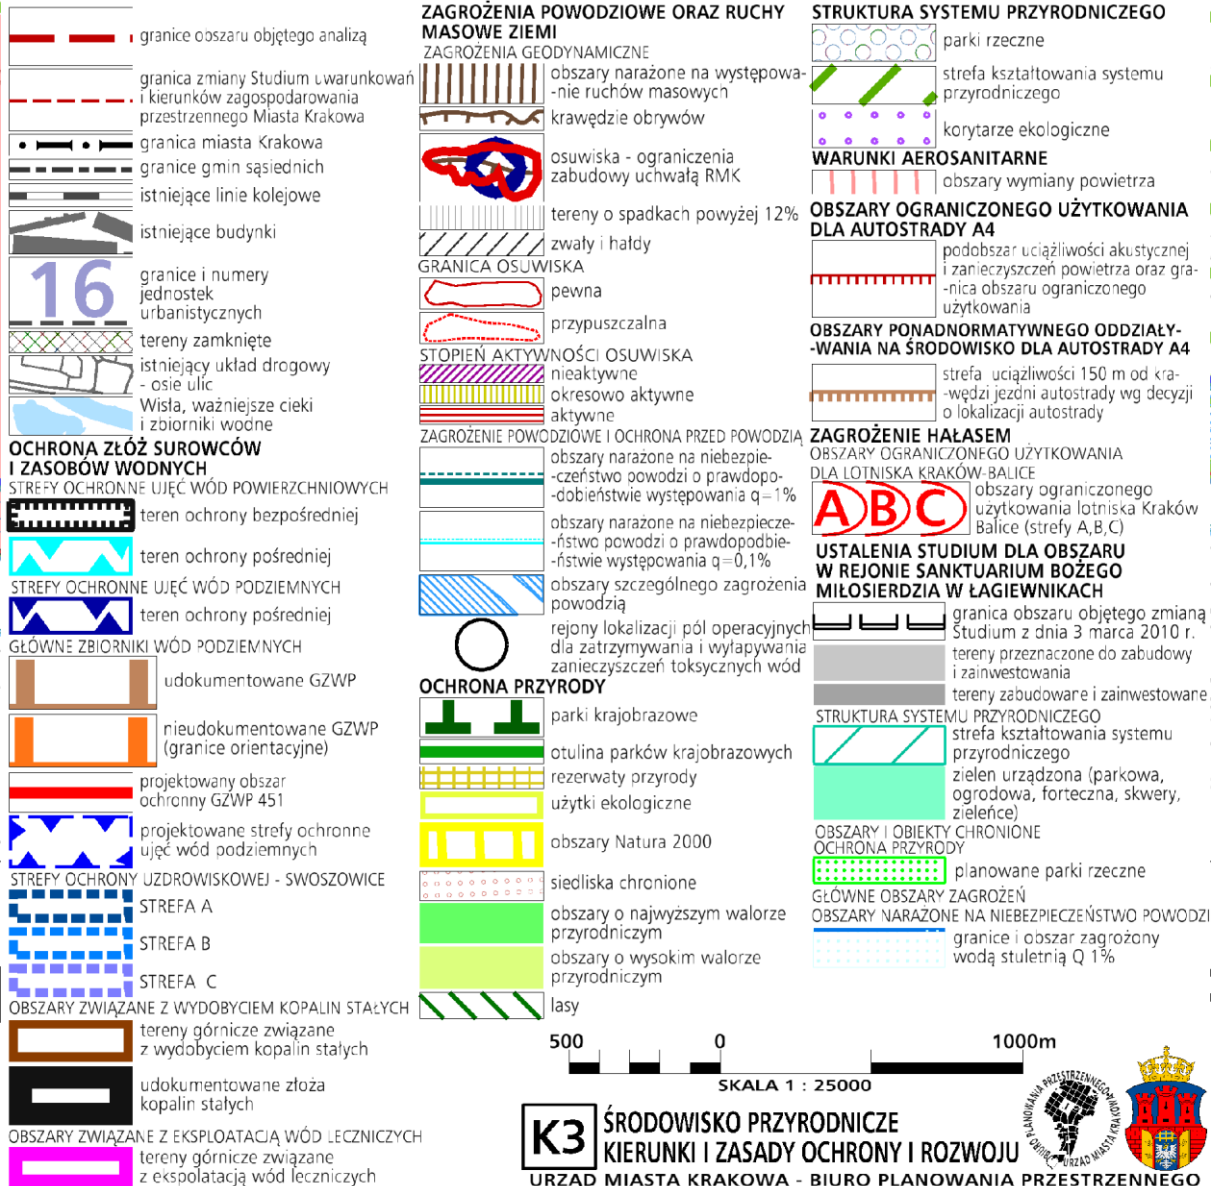 granice obszaru objętego analizą
granica zmiany Studium uwarunkowań
i kierunków zagospodarowania
przestrzennego Miasta Krakowa
granica miasta Krakowa
granice gmin sąsiednich
istniejące linie kolejowe
istniejące budynki
16
granice i numery
jednostek
urbanistycznych
tereny zamknięte
istniejący układ drogowy
- osie ulic
Wisła, ważniejsze cieki
i zbiorniki wodne
OCHRONA ZŁÓŻ SUROWCÓW
I ZASOBÓW WODNYCH
STREFY OCHRONNE UJĘĆ WÓD POWIERZCHNIOWYCH
teren ochrony bezpośredniej
teren ochrony pośredniej
STREFY OCHRONNE UJĘĆ WÓD PODZIEMNYCH
teren ochrony pośredniej
GŁÓWNE ZBIORNIKI WÓD PODZIEMNYCH
udokumentowane GZWP
nieudokumentowane GZWP
(granice orientacyjne)
projektowany obszar
ochronny GZWP 451
projektowane strefy ochronne
ujęć wód podziemnych
STREFY OCHRONY UZDROWISKOWEJ - SWOSZOWICE
STREFA A
STREFA B
STREFA C
OBSZARY ZWIĄZANE Z WYDOBYCIEM KOPALIN STAŁYCH
tereny górnicze związane
z wydobyciem kopalin stałych
udokumentowane złoża
kopalin stałych
OBSZARY ZWIĄZANE Z EKSPLOATACJĄ WÓD LECZNICZYCH
tereny górnicze związane
z ekspolatacją wód leczniczych
ZAGROŻENIA POWODZIOWE ORAZ RUCHY
MASOWE ZIEMI
ZAGROŻENIA GEODYNAMICZNE
obszary narażone na występowa-
-nie ruchów masowych
krawędzie obrywów
osuwiska - ograniczenia
zabudowy uchwałą RMK
tereny o spadkach powyżej 12%
zwały i hałdy
GRANICA OSUWISKA
pewna
przypuszczalna
STOPIEŃ AKTYWNOŚCI OSUWISKA
nieaktywne
okresowo aktywne
aktywne
ZAGROŻENIE POWODZIOWE I OCHRONA PRZED POWODZIĄ
obszary narażone na niebezpie-
-czeństwo powodzi o prawdopo-
-dobieństwie występowania q=1%
obszary narażone na niebezpiecze-
-ństwo powodzi o prawdopodbie-
-ństwie występowania q=0,1%
obszary szczególnego zagrożenia
powodzią
rejony lokalizacji pól operacyjnych
dla zatrzymywania i wyłapywania
zanieczyszczeń toksycznych wód
OCHRONA PRZYRODY
parki krajobrazowe
otulina parków krajobrazowych
rezerwaty przyrody
użytki ekologiczne
obszary Natura 2000
siedliska chronione
obszary o najwyższym walorze
przyrodniczym
obszary o wysokim walorze
przyrodniczym
lasy
STRUKTURA SYSTEMU PRZYRODNICZEGO
parki rzeczne
strefa kształtowania systemu
przyrodniczego
korytarze ekologiczne
WARUNKI AEROSANITARNE
obszary wymiany powietrza
OBSZARY OGRANICZONEGO UŻYTKOWANIA
DLA AUTOSTRADY A4
podobszar uciążliwości akustycznej
i zanieczyszczeń powietrza oraz gra-
-nica obszaru ograniczonego
użytkowania
OBSZARY PONADNORMATYWNEGO ODDZIAŁY-
-WANIA NA ŚRODOWISKO DLA AUTOSTRADY A4
strefa uciążliwości 150 m od kra-
-wędzi jezdni autostrady wg decyzji
o lokalizacji autostrady
ZAGROŻENIE HAŁASEM
OBSZARY OGRANICZONEGO UŻYTKOWANIA
DLA LOTNISKA KRAKÓW-BALICE
A B C
obszary ograniczonego
użytkowania lotniska Kraków
Balice (strefy A,B,C)
USTALENIA STUDIUM DLA OBSZARU
W REJONIE SANKTUARIUM BOŻEGO
MIŁOSIERDZIA W ŁAGIEWNIKACH
granica obszaru objętego zmianą
Studium z dnia 3 marca 2010 r.
tereny przeznaczone do zabudowy
i zainwestowania
tereny zabudowane i zainwestowane
STRUKTURA SYSTEMU PRZYRODNICZEGO
strefa kształtowania systemu
przyrodniczego
zielen urządzona (parkowa,
ogrodowa, forteczna, skwery,
zieleńce)
OBSZARY I OBIEKTY CHRONIONE
OCHRONA PRZYRODY
planowane parki rzeczne
GŁÓWNE OBSZARY ZAGROŻEŃ
OBSZARY NARAŻONE NA NIEBEZPIECZEŃSTWO POWODZI
granice i obszar zagrożony
wodą stuletnią Q 1%
500 0 1000m
SKALA 1 : 25000
K3
ŚRODOWISKO PRZYRODNICZE
KIERUNKI I ZASADY OCHRONY I ROZWOJU
BIURO PLANOWANIA PRZESTRZENNEGO
URZĄD MIASTA KRAKOWA
URZĄD MIASTA KRAKOWA - BIURO PLANOWANIA PRZESTRZENNEGO